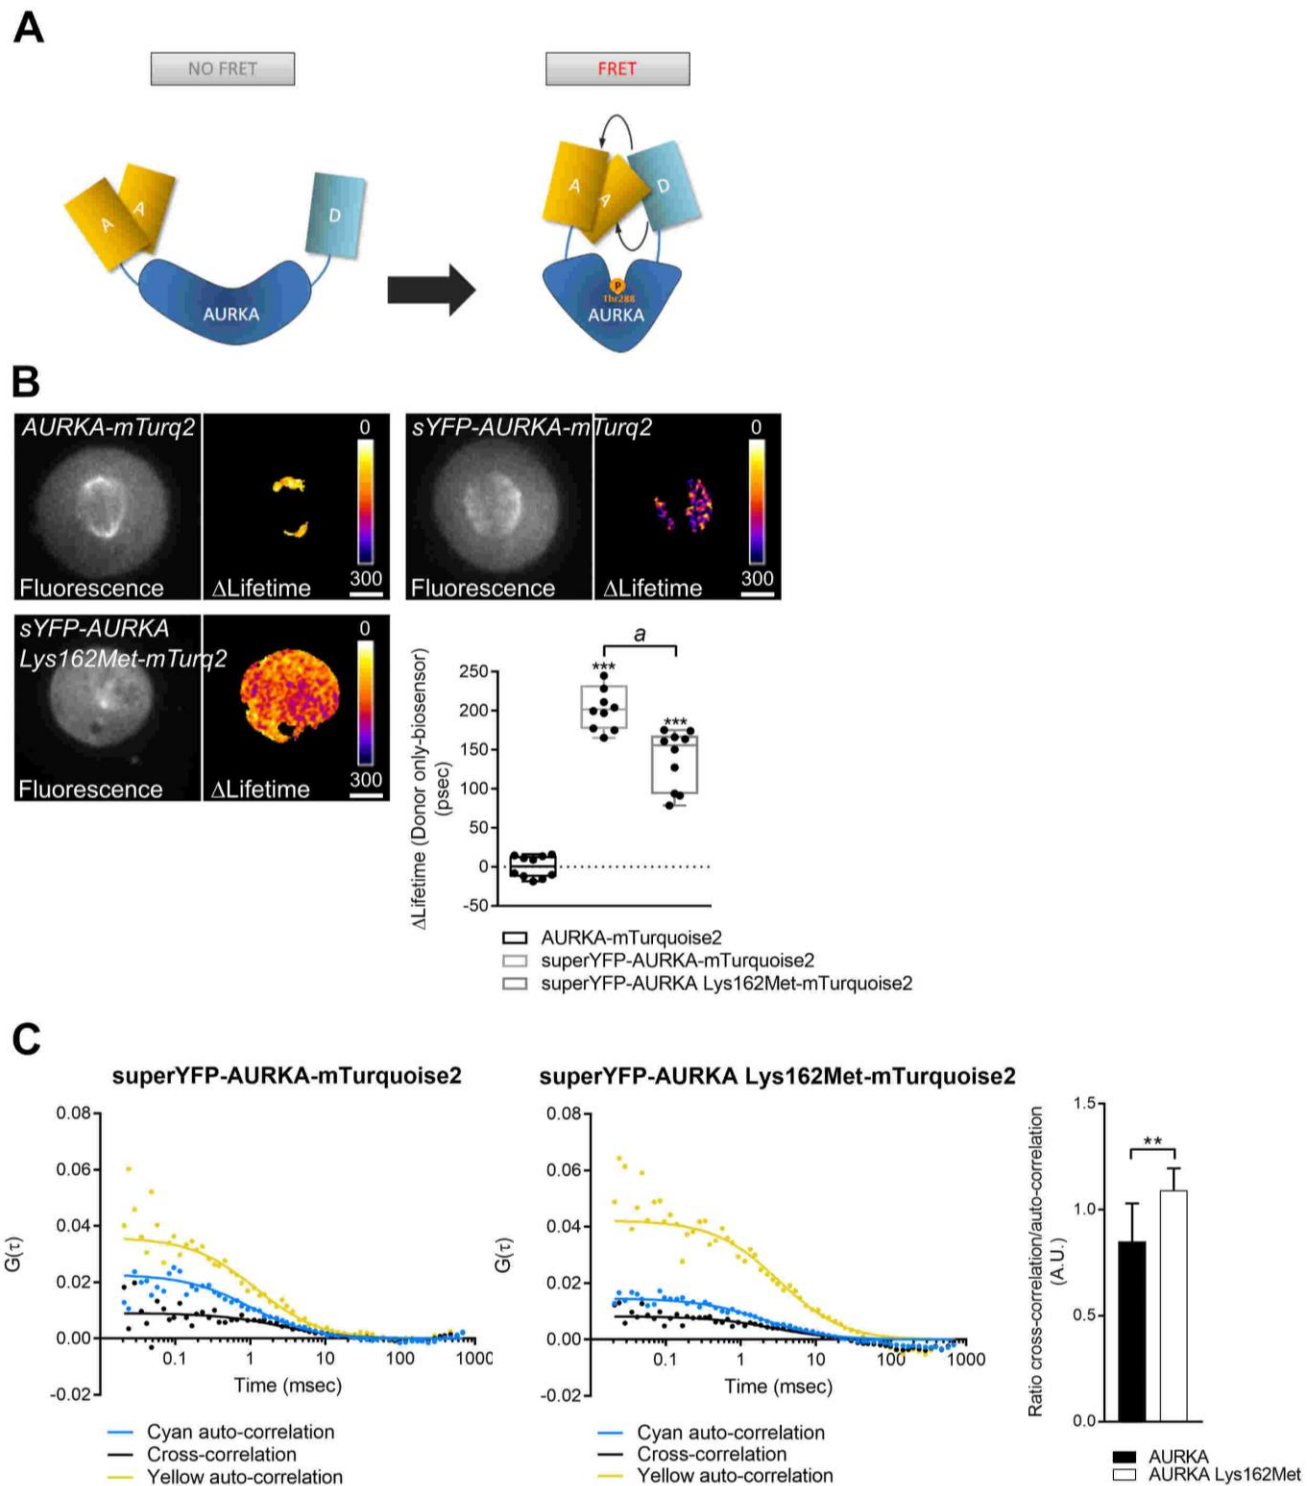 A
NO FRET
FRET
A
A
D
A
A
D
P
Thr288
AURKA
AURKA
B
AURKA-mTurq2
0
300
Fluorescence
ΔLifetime
sYFP-AURKA-mTurq2
0
300
Fluorescence
ΔLifetime
sYFP-AURKA
Lys162Met-mTurq2
0
300
Fluorescence
ΔLifetime
ΔLifetime (Donor only-biosensor)
(psec)
250
200
150
100
50
0
-50
***
a
***
AURKA-mTurquoise2
superYFP-AURKA-mTurquoise2
superYFP-AURKA Lys162Met-mTurquoise2
C
superYFP-AURKA-mTurquoise2
G(τ)
0.08
0.06
0.04
0.02
0.00
-0.02
0.1 1 10 100 1000
Time (msec)
Cyan auto-correlation
Cross-correlation
Yellow auto-correlation
superYFP-AURKA Lys162Met-mTurquoise2
G(τ)
0.08
0.06
0.04
0.02
0.00
-0.02
0.1 1 10 100 1000
Time (msec)
Cyan auto-correlation
Cross-correlation
Yellow auto-correlation
Ratio cross-correlation/auto-correlation
(A.U.)
1.5
1.0
0.5
0.0
**
AURKA
AURKA Lys162Met